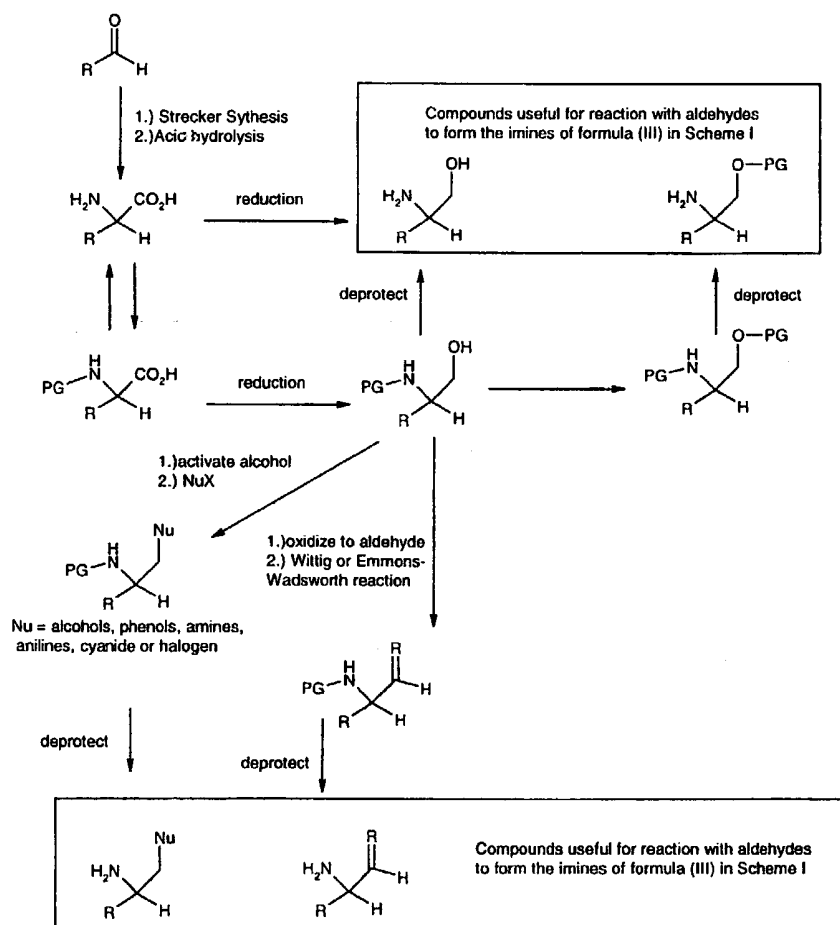 O
R
H
1.) Strecker Sythesis
2.)Acic hydrolysis
Compounds useful for reaction with aldehydes
to form the imines of formula (III) in Scheme I
OH
H₂N
R
H
O—PG
H₂N
R
H
H₂N
CO₂H
R
H
reduction
deprotect
deprotect
H
PG
N
CO₂H
R
H
reduction
OH
H
PG
N
R
H
O—PG
H
PG
N
R
H
1.)activate alcohol
2.) NuX
1.)oxidize to aldehyde
2.) Wittig or Emmons-
Wadsworth reaction
Nu
H
PG
N
R
H
Nu = alcohols, phenols, amines,
anilines, cyanide or halogen
R
H
PG
N
H
R
H
deprotect
deprotect
Nu
H₂N
R
H
R
H₂N
H
R
H
Compounds useful for reaction with aldehydes
to form the imines of formula (III) in Scheme I